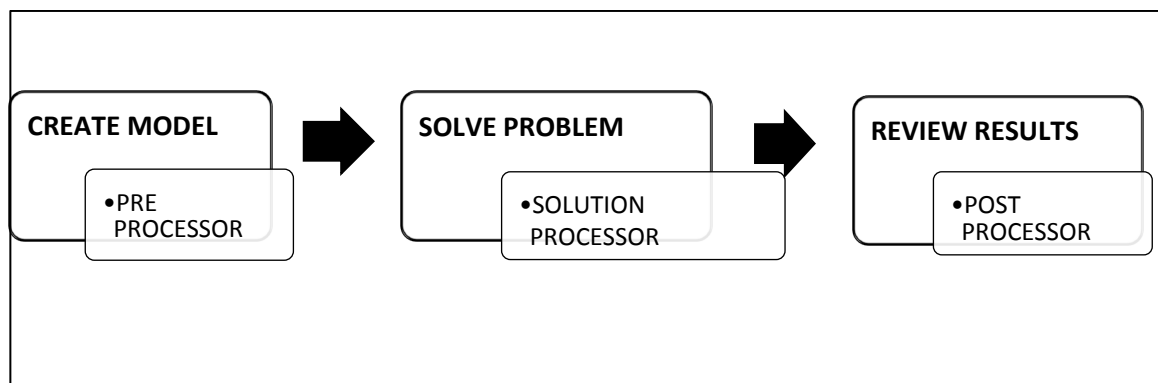 CREATE MODEL
•PRE
PROCESSOR
SOLVE PROBLEM
•SOLUTION
PROCESSOR
REVIEW RESULTS
•POST
PROCESSOR